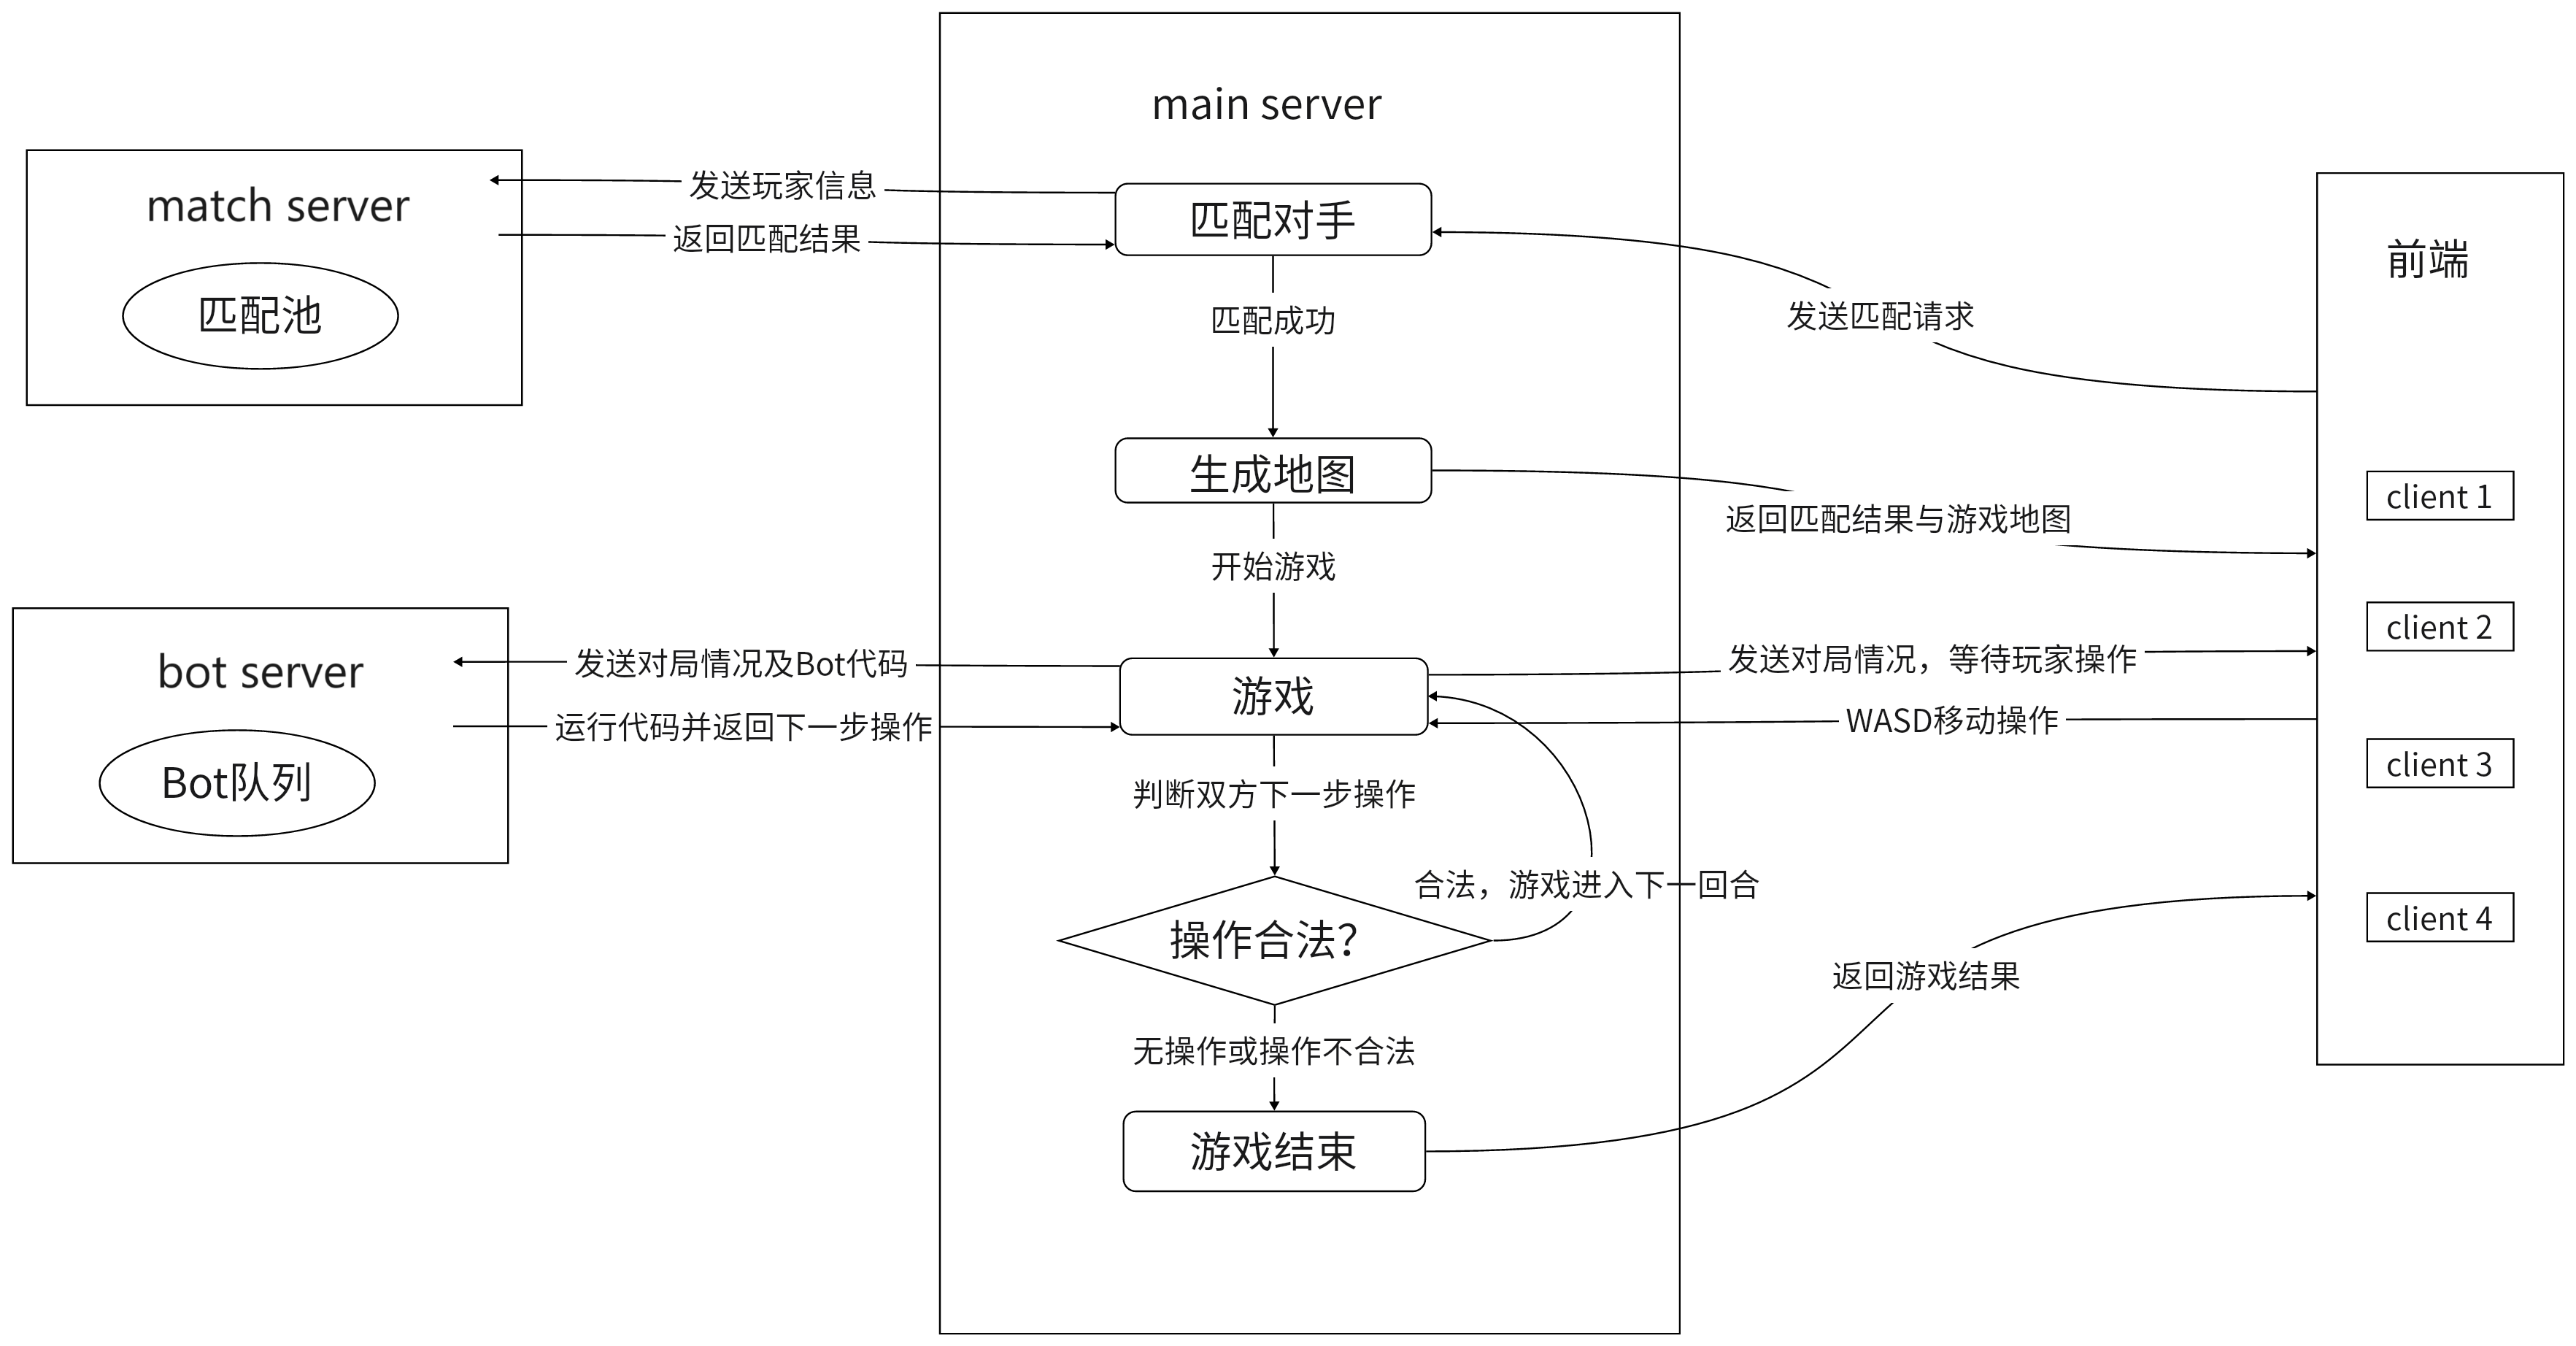 main server
match server
匹配池
发送玩家信息
返回匹配结果
匹配对手
匹配成功
发送匹配请求
前端
生成地图
返回匹配结果与游戏地图
开始游戏
client 1
client 2
client 3
client 4
bot server
Bot队列
发送对局情况及Bot代码
运行代码并返回下一步操作
游戏
发送对局情况，等待玩家操作
WASD移动操作
判断双方下一步操作
合法，游戏进入下一回合
操作合法？
无操作或操作不合法
返回游戏结果
游戏结束